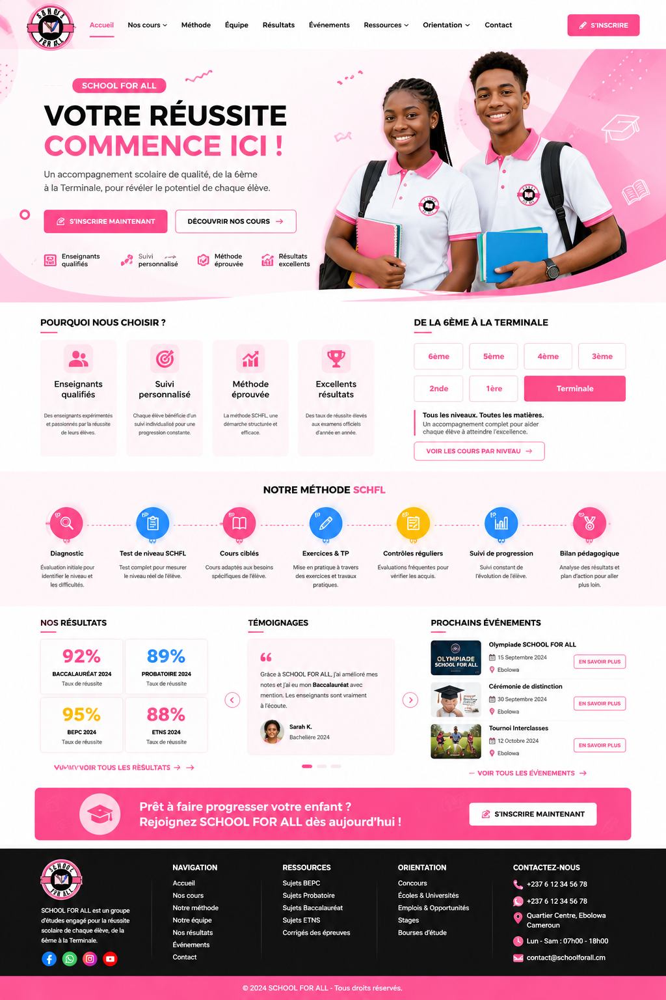 SCHOOL
FOR ALL
Accueil
Nos cours
Méthode
Équipe
Résultats
Événements
Ressources
Orientation
Contact
S'INSCRIRE
SCHOOL FOR ALL
VOTRE RÉUSSITE
COMMENCE ICI !
Un accompagnement scolaire de qualité, de la 6ème
à la Terminale, pour révéler le potentiel de chaque élève.
S'INSCRIRE MAINTENANT
DÉCOUVRIR NOS COURS
Enseignants
qualifiés
Suivi
personnalisé
Méthode
éprouvée
Résultats
excellents
POURQUOI NOUS CHOISIR ?
Enseignants
qualifiés
Des enseignants expérimentés
et passionnés par la réussite
de leurs élèves.
Suivi
personnalisé
Chaque élève bénéficie d'un
suivi individualisé pour une
progression constante.
Méthode
éprouvée
La méthode SCHFL, une
démarche structurée et
efficace.
Excellents
résultats
Des taux de réussite élevés
aux examens officiels
d'année en année.
DE LA 6ÈME À LA TERMINALE
6ème
5ème
4ème
3ème
2nde
1ère
Terminale
Tous les niveaux. Toutes les matières.
Un accompagnement complet pour aider
chaque élève à atteindre l'excellence.
VOIR LES COURS PAR NIVEAU
NOTRE MÉTHODE SCHFL
Diagnostic
Évaluation initiale pour
identifier le niveau et
les difficultés.
Test de niveau SCHFL
Test complet pour mesurer
le niveau réel de l'élève.
Cours ciblés
Cours adaptés aux besoins
spécifiques de l'élève.
Exercices & TP
Mise en pratique à travers
des exercices et travaux
pratiques.
Contrôles réguliers
Évaluations fréquentes pour
vérifier les acquis.
Suivi de progression
Suivi constant de
l'évolution de l'élève.
Bilan pédagogique
Analyse des résultats et
plan d'action pour aller
plus loin.
NOS RÉSULTATS
92%
BACCALAURÉAT 2024
Taux de réussite
89%
PROBATOIRE 2024
Taux de réussite
95%
BEPC 2024
Taux de réussite
88%
ETNS 2024
Taux de réussite
VOIR TOUS LES RÉSULTATS
TÉMOIGNAGES
“
Grâce à SCHOOL FOR ALL, j'ai amélioré mes
notes et j'ai eu mon Baccalauréat avec
mention. Les enseignants sont vraiment
à l'écoute.
Sarah K.
Bachelière 2024
PROCHAINS ÉVÉNEMENTS
OLYMPIADE
SCHOOL FOR ALL
Olympiade SCHOOL FOR ALL
15 Septembre 2024
Ebolowa
EN SAVOIR PLUS
Cérémonie de distinction
30 Septembre 2024
Ebolowa
EN SAVOIR PLUS
Tournoi Interclasses
12 Octobre 2024
Ebolowa
EN SAVOIR PLUS
VOIR TOUS LES ÉVÉNEMENTS
Prêt à faire progresser votre enfant ?
Rejoignez SCHOOL FOR ALL dès aujourd'hui !
S'INSCRIRE MAINTENANT
SCHOOL
FOR ALL
SCHOOL FOR ALL est un groupe
d'études engagé pour la réussite
scolaire de chaque élève, de la
6ème à la Terminale.
NAVIGATION
Accueil
Nos cours
Notre méthode
Notre équipe
Nos résultats
Événements
Contact
RESSOURCES
Sujets BEPC
Sujets Probatoire
Sujets Baccalauréat
Sujets ETNS
Corrigés des épreuves
ORIENTATION
Concours
Écoles & Universités
Emplois & Opportunités
Stages
Bourses d'étude
CONTACTEZ-NOUS
+237 6 12 34 56 78
+237 6 12 34 56 78
Quartier Centre, Ebolowa
Cameroun
Lun - Sam : 07h00 - 18h00
contact@schoolforall.cm
© 2024 SCHOOL FOR ALL - Tous droits réservés.